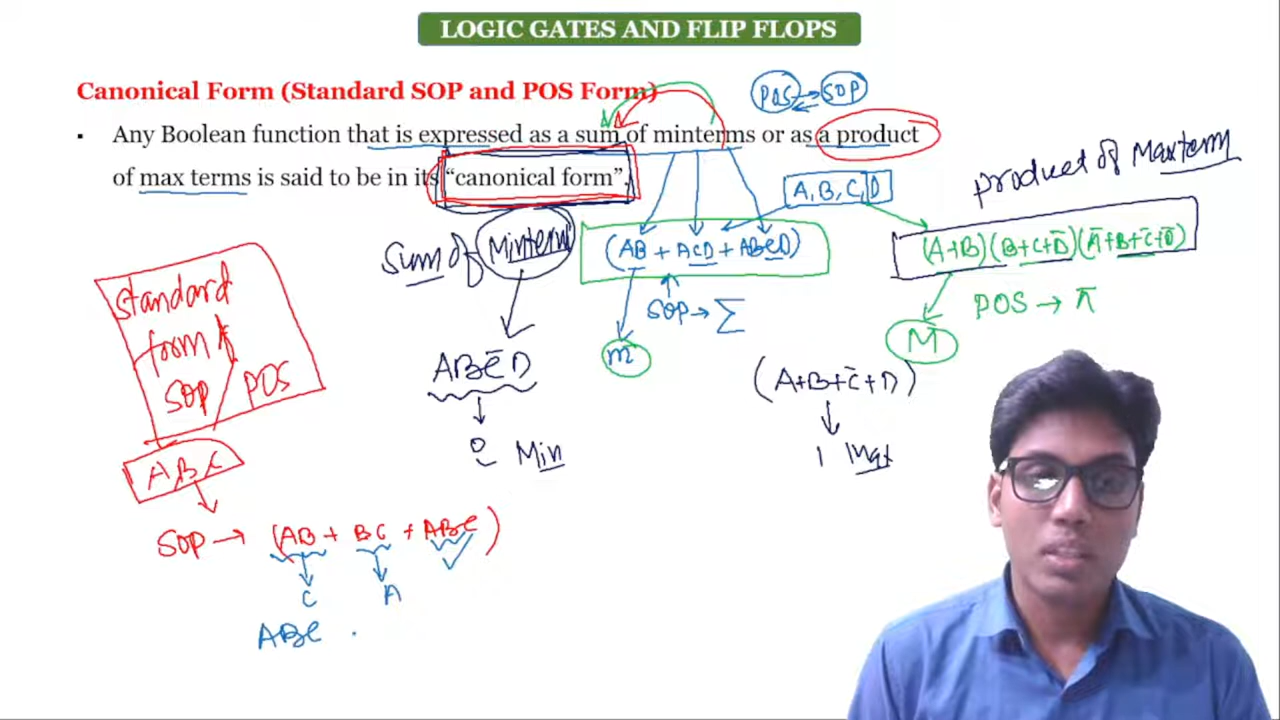 LOGIC GATES AND FLIP FLOPS
Canonical Form (Standard SOP and POS Form)
POS → SOP
▪ Any Boolean function that is expressed as a sum of minterms or as a product
of max terms is said to be in its “canonical form”.
A, B, C, D
product of Maxterm
Sum of Minterm
(AB + ACD + ABCD)
(A+B)(B+C+D̅)(A̅+B+C̅+D̅)
SOP → Σ
POS → π
m
M
Standard
form of
SOP POS
ABC̅D
(A+B+C̅+D)
0 Min
1 Max
ABC
SOP → (AB + BC + ABC)
C A
ABC